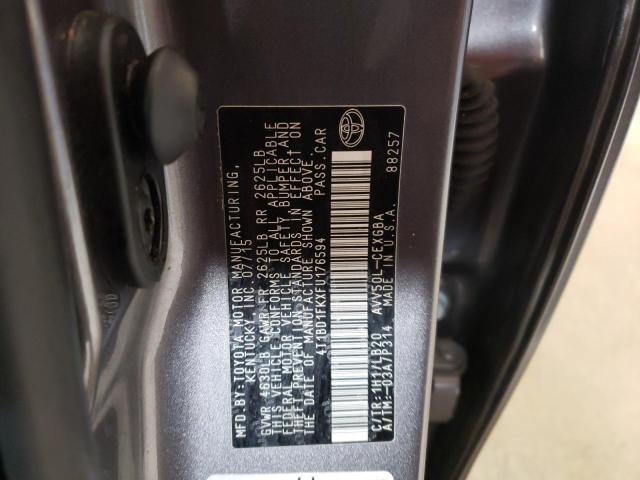 MFD.BY:TOYOTA MOTOR MANUFACTURING,
KENTUCKY, INC. 07/15
GVWR 4630LB GAWR FR 2625LB RR 2625LB
THIS VEHICLE CONFORMS TO ALL APPLICABLE
FEDERAL MOTOR VEHICLE SAFETY, BUMPER, AND
THEFT PREVENTION STANDARDS IN EFFECT ON
THE DATE OF MANUFACTURE SHOWN ABOVE.
4T1BD1FKXFU176594 PASS.CAR
C/TR:1H1/LB20 AVV50L-CEXGBA
A/TM:-03A/P314 MADE IN U.S.A. 88257